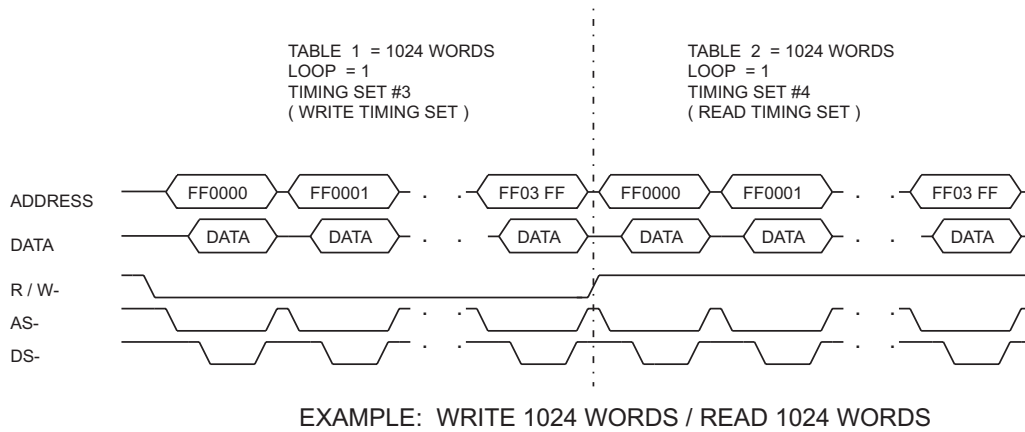 TABLE 1 = 1024 WORDS
LOOP = 1
TIMING SET #3
( WRITE TIMING SET )
TABLE 2 = 1024 WORDS
LOOP = 1
TIMING SET #4
( READ TIMING SET )
ADDRESS FF0000 FF0001 . . FF03 FF FF0000 FF0001 . . FF03 FF
DATA DATA DATA . . DATA DATA DATA . . DATA
R / W-
AS- . . . .
DS- . . . .
EXAMPLE: WRITE 1024 WORDS / READ 1024 WORDS